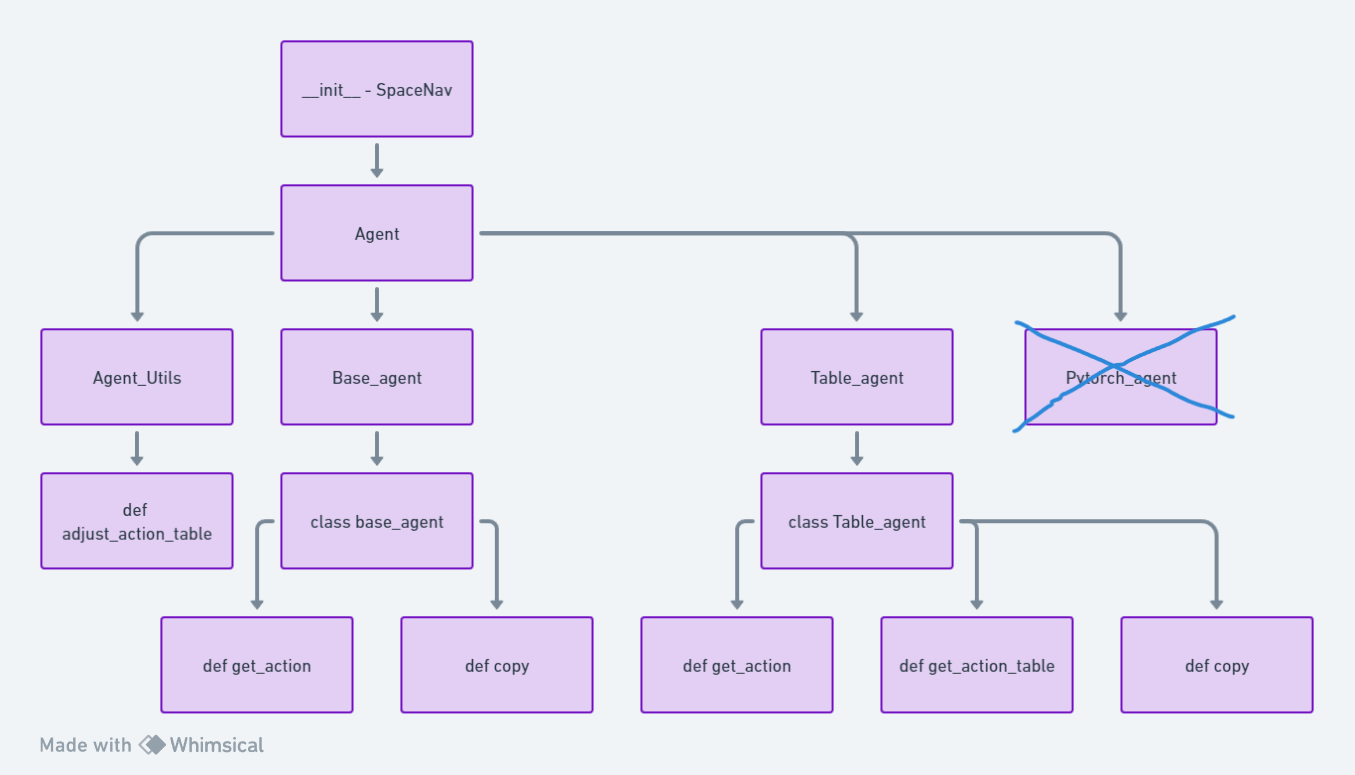 __init__ - SpaceNav
Agent
Agent_Utils
Base_agent
Table_agent
Pytorch_agent
def
adjust_action_table
class base_agent
class Table_agent
def get_action
def copy
def get_action
def get_action_table
def copy
Made with Whimsical